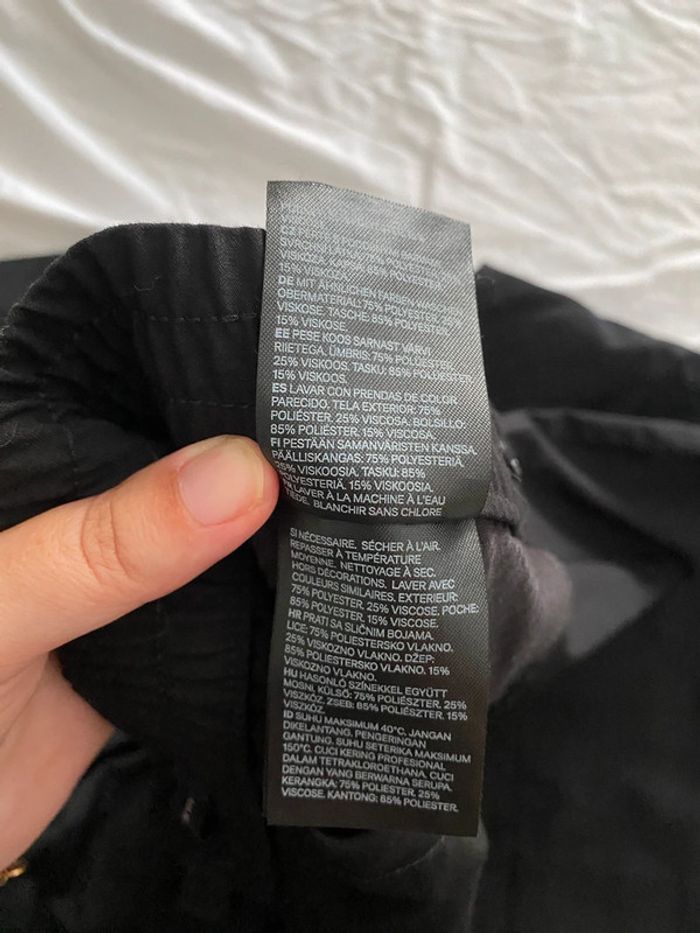 VISKÓZA. KAPSA: 85% POLYESTER,
15% VISKÓZA.
DE MIT ÄHNLICHEN FARBEN WASCHEN.
OBERMATERIAL: 75% POLYESTER, 25%
VISKOSE. TASCHE: 85% POLYESTER,
15% VISKOSE.
EE PESE KOOS SARNAST VÄRVI
RIIETEGA. ÜMBRIS: 75% POLÜESTER,
25% VISKOOS. TASKU: 85% POLÜESTER,
15% VISKOOS.
ES LAVAR CON PRENDAS DE COLOR
PARECIDO. TELA EXTERIOR: 75%
POLIÉSTER, 25% VISCOSA. BOLSILLO:
85% POLIÉSTER, 15% VISCOSA.
FI PESTÄÄN SAMANVÄRISTEN KANSSA.
PÄÄLLISKANGAS: 75% POLYESTERIÄ,
25% VISKOOSIA. TASKU: 85%
POLYESTERIÄ, 15% VISKOOSIA.
LAVER À LA MACHINE À L'EAU
TIÈDE. BLANCHIR SANS CHLORE
SI NÉCESSAIRE. SÉCHER À L'AIR.
REPASSER À TEMPÉRATURE
MOYENNE. NETTOYAGE À SEC.
HORS DÉCORATIONS. LAVER AVEC
COULEURS SIMILAIRES. EXTERIEUR:
75% POLYESTER, 25% VISCOSE, POCHE:
85% POLYESTER, 15% VISCOSE.
HR PRATI SA SLIČNIM BOJAMA.
LICE: 75% POLIESTERSKO VLAKNO,
25% VISKOZNO VLAKNO. DŽEP:
85% POLIESTERSKO VLAKNO, 15%
VISKOZNO VLAKNO.
HU HASONLÓ SZÍNEKKEL EGYÜTT
MOSNI. KÜLSŐ: 75% POLIÉSZTER, 25%
VISZKÓZ. ZSEB: 85% POLIÉSZTER, 15%
VISZKÓZ.
ID SUHU MAKSIMUM 40°C. JANGAN
DIKELANTANG. PENGERINGAN
GANTUNG. SUHU SETERIKA MAKSIMUM
150°C. CUCI KERING PROFESIONAL
DALAM TETRAKLOROETHANA. CUCI
DENGAN YANG BERWARNA SERUPA.
KERANGKA: 75% POLIESTER, 25%
VISCOSE. KANTONG: 85% POLIESTER.